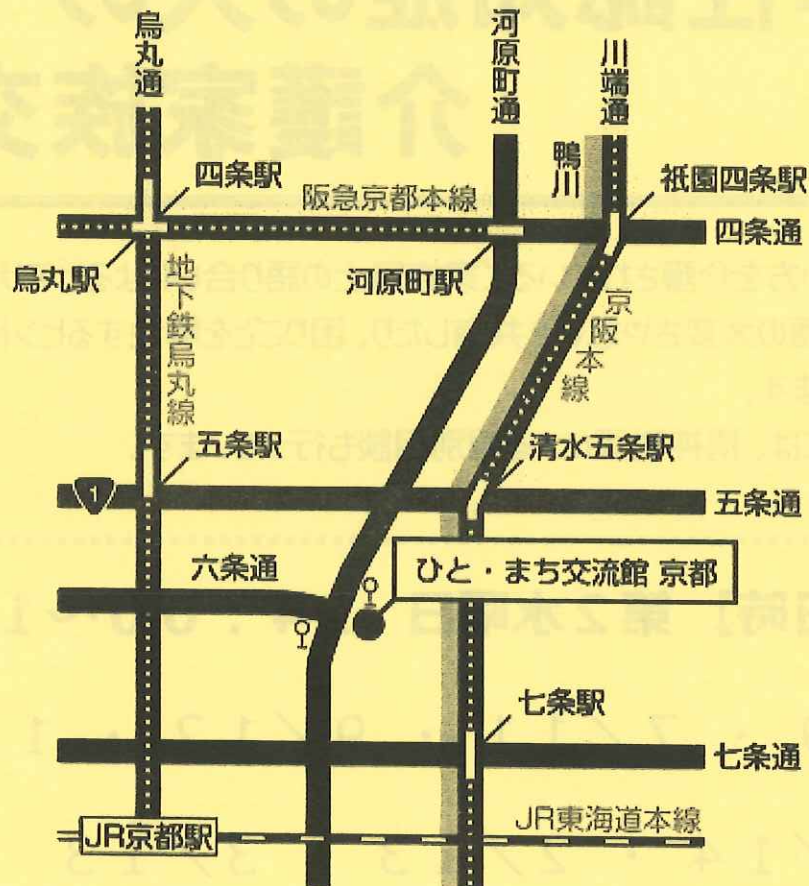 烏丸通
河原町通
川端通
鴨川
四条駅
阪急京都本線
祇園四条駅
四条通
烏丸駅
地下鉄烏丸線
河原町駅
京阪本線
五条駅
清水五条駅
1
五条通
六条通
ひと・まち交流館 京都
七条駅
七条通
JR京都駅
JR東海道本線